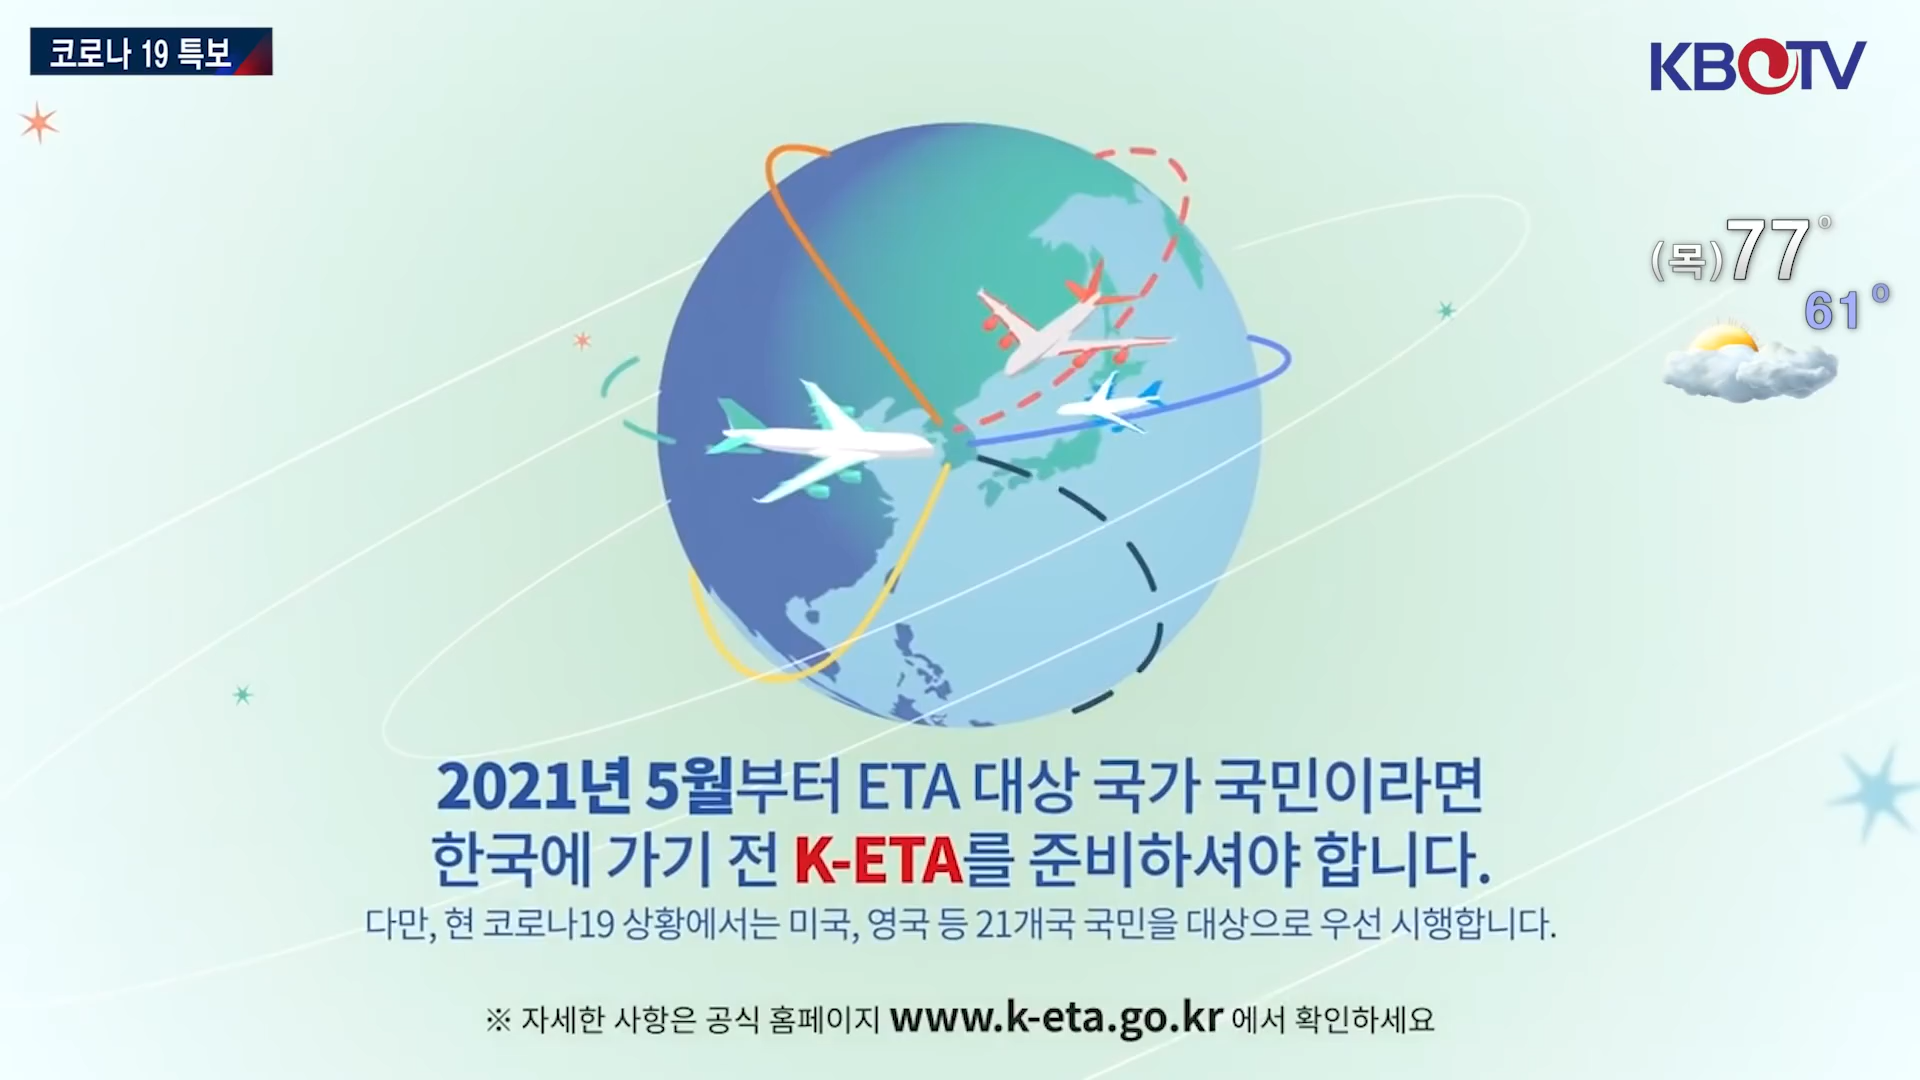 코로나 19 특보
KBOTV
(목)77°
61°
2021년 5월부터 ETA 대상 국가 국민이라면
한국에 가기 전 K-ETA를 준비하셔야 합니다.
다만, 현 코로나19 상황에서는 미국, 영국 등 21개국 국민을 대상으로 우선 시행합니다.
※ 자세한 사항은 공식 홈페이지 www.k-eta.go.kr 에서 확인하세요